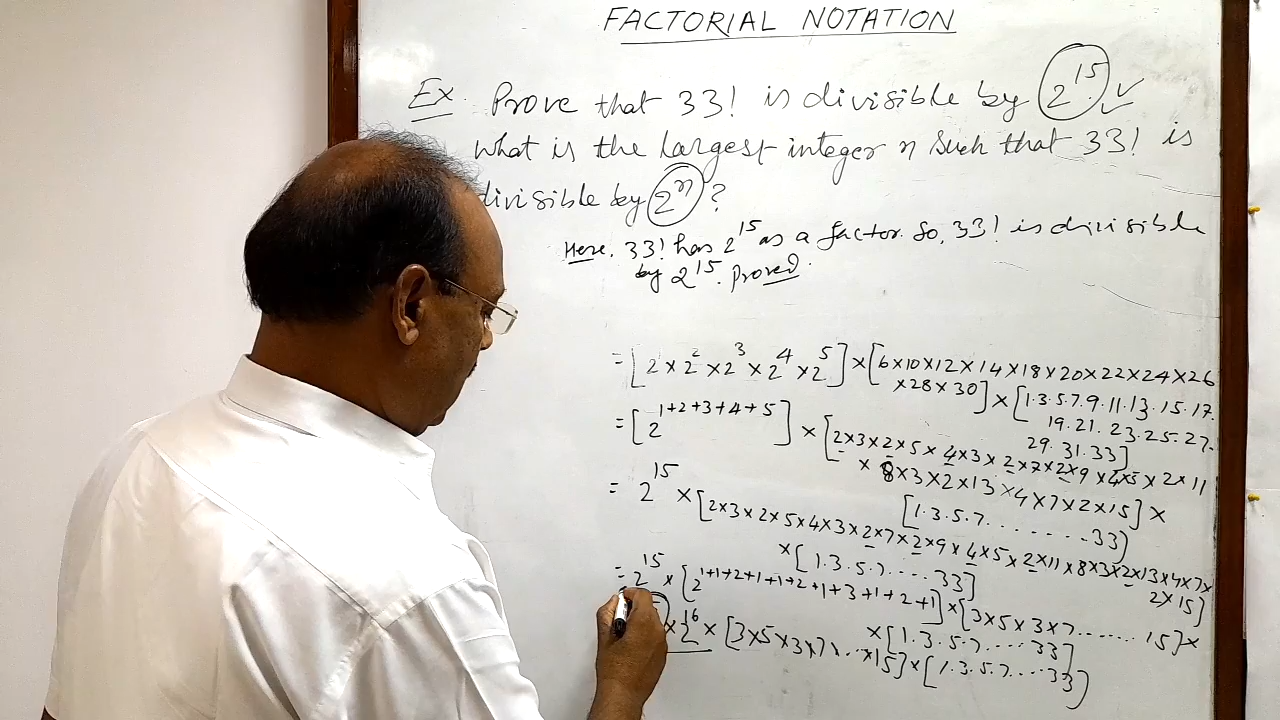 FACTORIAL NOTATION
Ex. Prove that 33! is divisible by 2^15. ✓✓
What is the largest integer n such that 33! is
divisible by 2^n?
Here, 33! has 2^15 as a factor. So, 33! is divisible
by 2^15. Proved.
= [2 × 2^2 × 2^3 × 2^4 × 2^5] × [6×10×12×14×18×20×22×24×26
×28×30] × [1.3.5.7.9.11.13.15.17.
19.21.23.25.27.
29.31.33]
= [2^1+2+3+4+5] × [2×3×2×5×4×3×2×7×2×9×4×5×2×11
×8×3×2×13×4×7×2×15] ×
[1.3.5.7........33]
= 2^15 × [2×3×2×5×4×3×2×7×2×9×4×5×2×11×8×3×2×13×4×7×
2×15]
×[1.3.5.7....33]
= 2^15 × [2^1+1+2+1+1+2+1+3+1+2+1] × [3×5×3×7.......15] ×
×[1.3.5.7....33]
×2^16 × [3×5×3×7×...×15] × [1.3.5.7....33]